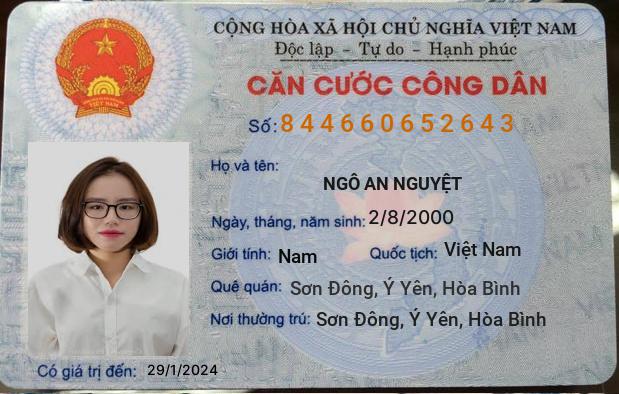 CỘNG HÒA XÃ HỘI CHỦ NGHĨA VIỆT NAM
Độc lập - Tự do - Hạnh phúc
CĂN CƯỚC CÔNG DÂN
Số: 844660652643
Họ và tên:
NGÔ AN NGUYỆT
Ngày, tháng, năm sinh: 2/8/2000
Giới tính: Nam Quốc tịch: Việt Nam
Quê quán: Sơn Đông, Ý Yên, Hòa Bình
Nơi thường trú: Sơn Đông, Ý Yên, Hòa Bình
Có giá trị đến: 29/1/2024
VIỆT NAM